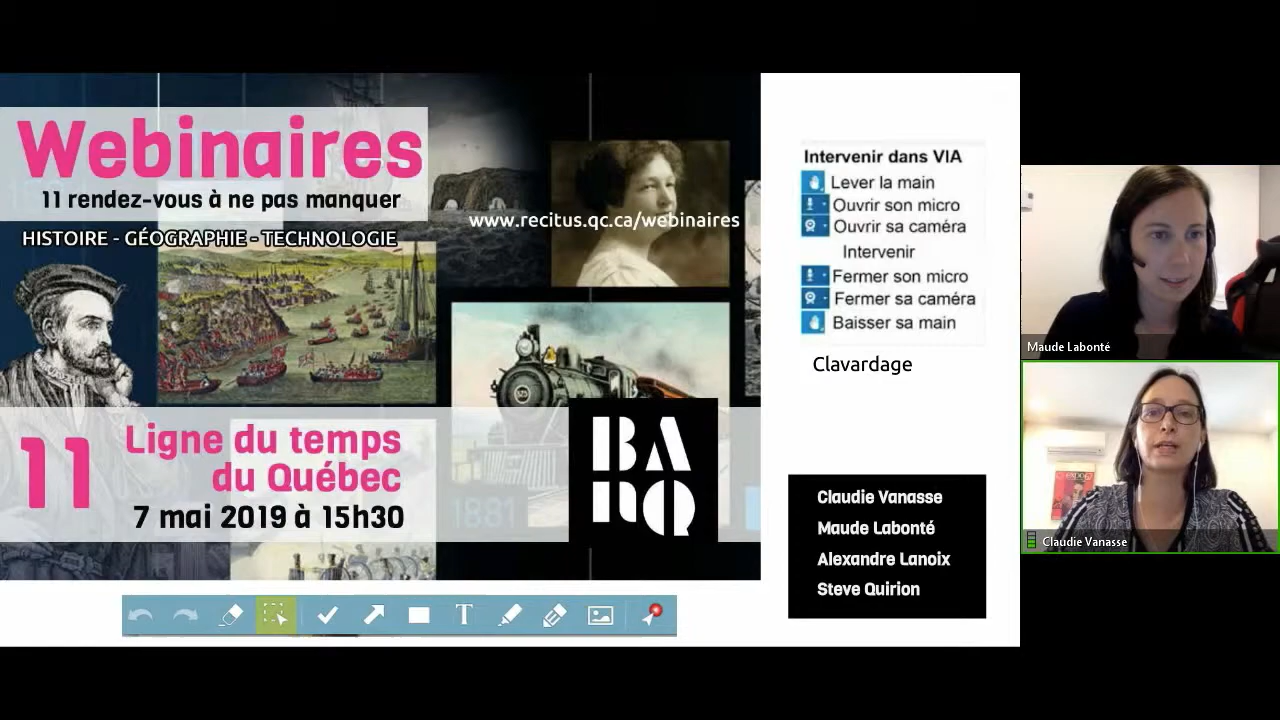 Webinaires
11 rendez-vous à ne pas manquer
HISTOIRE - GÉOGRAPHIE - TECHNOLOGIE
www.recitus.qc.ca/webinaires
11
Ligne du temps
du Québec
7 mai 2019 à 15h30
1881
BA
NQ
Intervenir dans VIA
Lever la main
Ouvrir son micro
Ouvrir sa caméra
Intervenir
Fermer son micro
Fermer sa caméra
Baisser sa main
Clavardage
Claudie Vanasse
Maude Labonté
Alexandre Lanoix
Steve Quirion
T
Maude Labonté
Claudie Vanasse